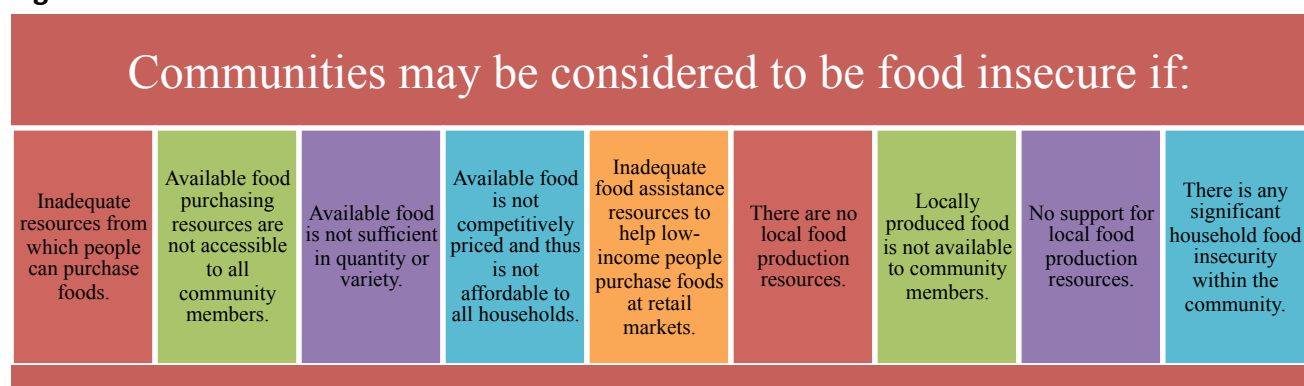 Communities may be considered to be food insecure if:
Inadequate
resources from
which people
can purchase
foods.
Available food
purchasing
resources are
not accessible
to all
community
members.
Available food
is not sufficient
in quantity or
variety.
Available food
is not
competitively
priced and thus
is not
affordable to
all households.
Inadequate
food assistance
resources to
help low-
income people
purchase foods
at retail
markets.
There are no
local food
production
resources.
Locally
produced food
is not available
to community
members.
No support for
local food
production
resources.
There is any
significant
household food
insecurity
within the
community.